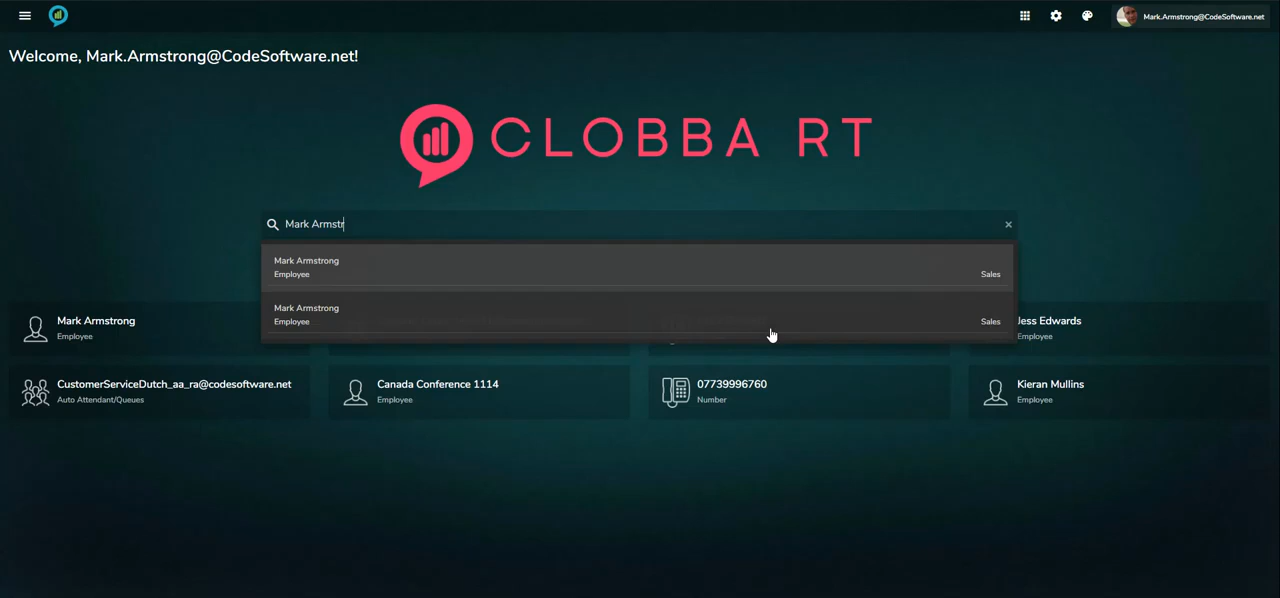 Mark.Armstrong@CodeSoftware.net
Welcome, Mark.Armstrong@CodeSoftware.net!
CLOBBA RT
Mark Armstr
Mark Armstrong
Employee
Sales
Mark Armstrong
Employee
Sales
Mark Armstrong
Employee
Jess Edwards
Employee
CustomerServiceDutch_aa_ra@codesoftware.net
Auto Attendant/Queues
Canada Conference 1114
Employee
07739996760
Number
Kieran Mullins
Employee